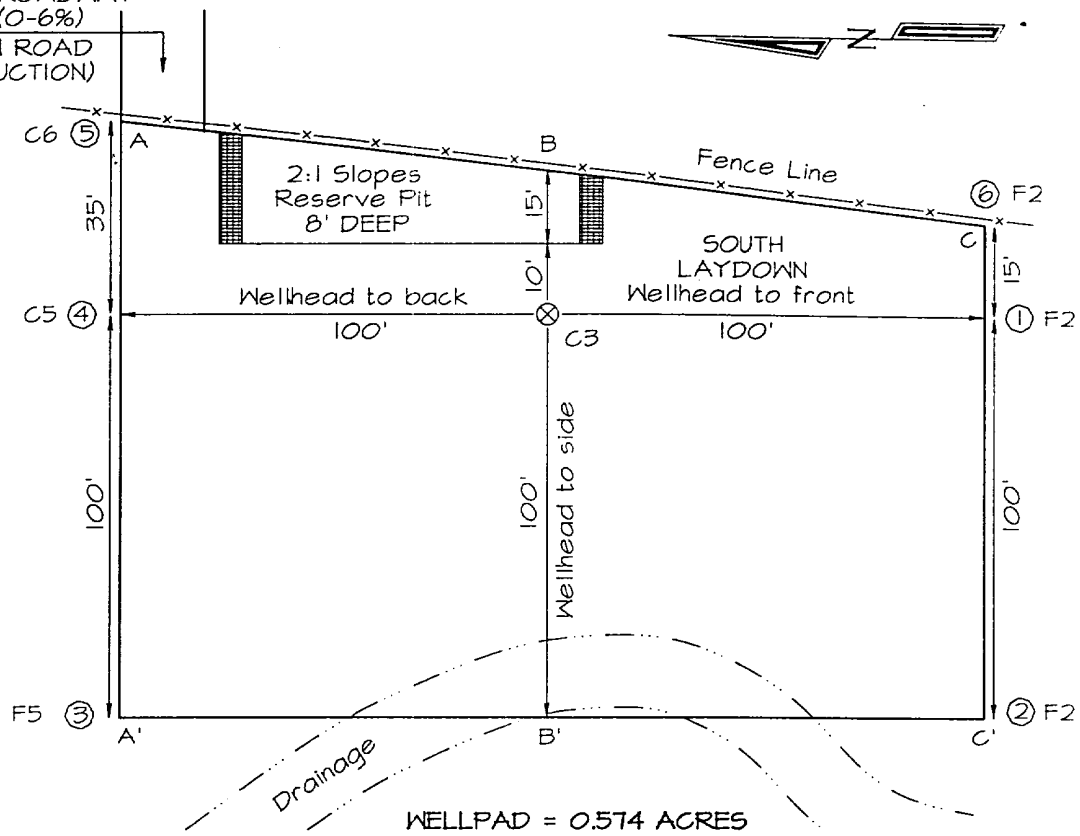 (0-6%)
ROAD
UCTION)
N
C6 ⑤
A
B
Fence Line
⑥ F2
35'
2:1 Slopes
Reserve Pit
8' DEEP
15'
C
SOUTH
LAYDOWN
15'
10'
Wellhead to back
Wellhead to front
C5 ④
100'
100'
① F2
C3
100'
100'
Wellhead to side
100'
F5 ③
② F2
A'
B'
C'
Drainage
WELLPAD = 0.574 ACRES